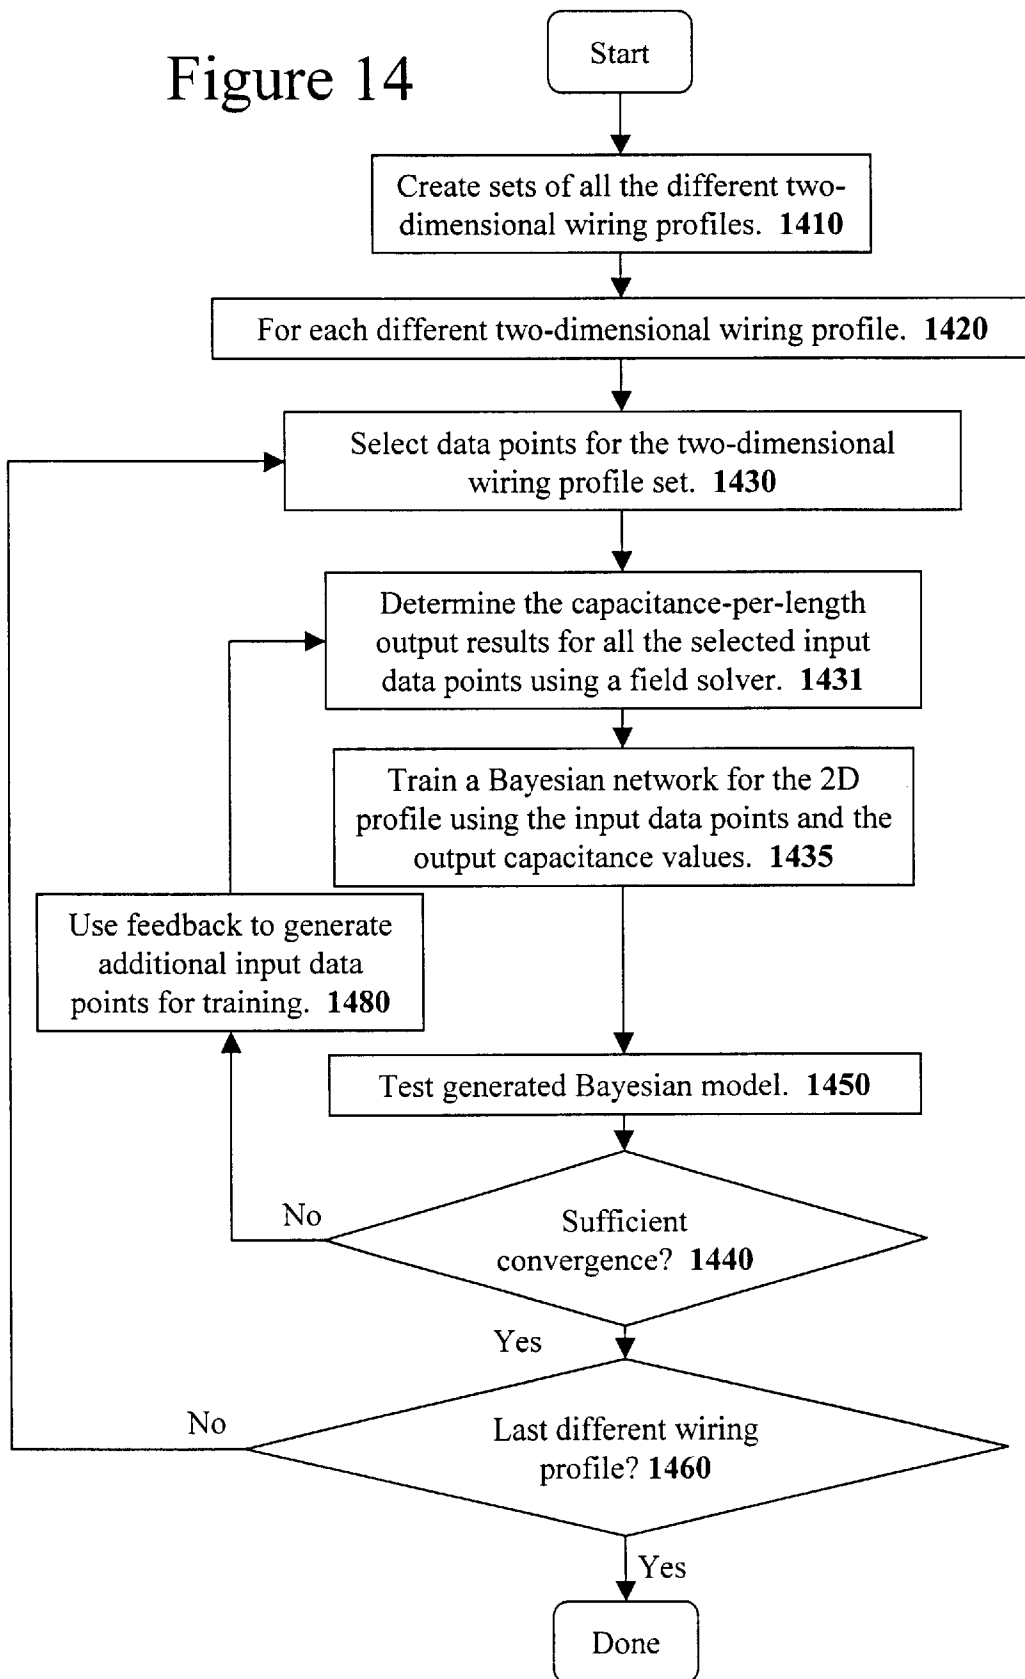 Figure 14
Start
Create sets of all the different two-
dimensional wiring profiles. 1410
For each different two-dimensional wiring profile. 1420
Select data points for the two-dimensional
wiring profile set. 1430
Determine the capacitance-per-length
output results for all the selected input
data points using a field solver. 1431
Train a Bayesian network for the 2D
profile using the input data points and the
output capacitance values. 1435
Use feedback to generate
additional input data
points for training. 1480
Test generated Bayesian model. 1450
No
Sufficient
convergence? 1440
Yes
No
Last different wiring
profile? 1460
Yes
Done